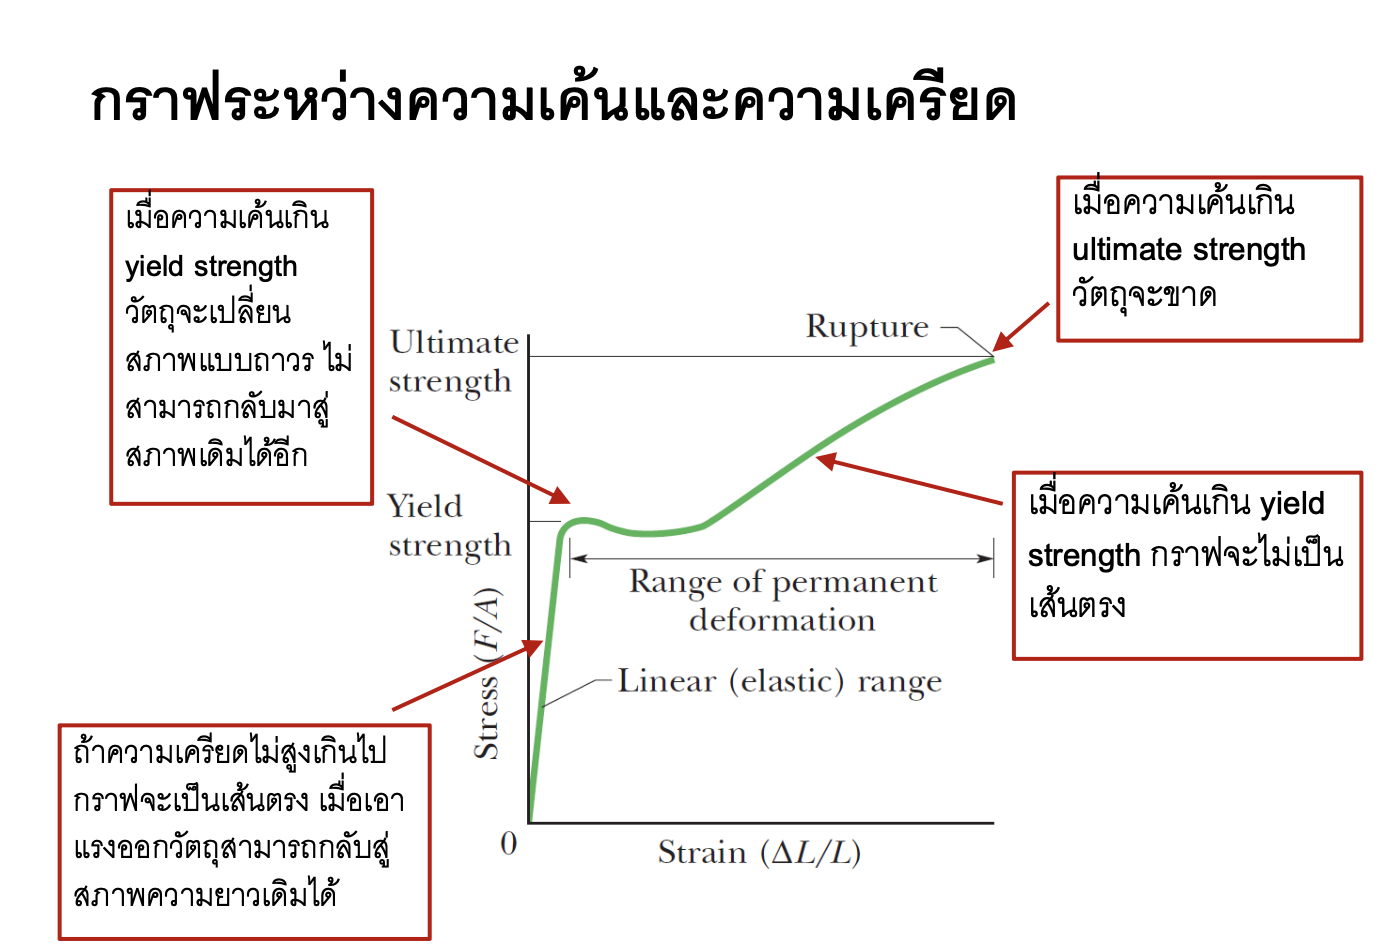 กราฟระหว่างความเค้นและความเครียด
เมื่อความเค้นเกิน
yield strength
วัตถุจะเปลี่ยน
สภาพแบบถาวร ไม่
สามารถกลับมาสู่
สภาพเดิมได้อีก
เมื่อความเค้นเกิน
ultimate strength
วัตถุจะขาด
Rupture
Ultimate
strength
Yield
strength
เมื่อความเค้นเกิน yield
strength กราฟจะไม่เป็น
เส้นตรง
Range of permanent
deformation
Linear (elastic) range
Stress (F/A)
ถ้าความเครียดไม่สูงเกินไป
กราฟจะเป็นเส้นตรง เมื่อเอา
แรงออกวัตถุสามารถกลับสู่
สภาพความยาวเดิมได้
0
Strain (ΔL/L)